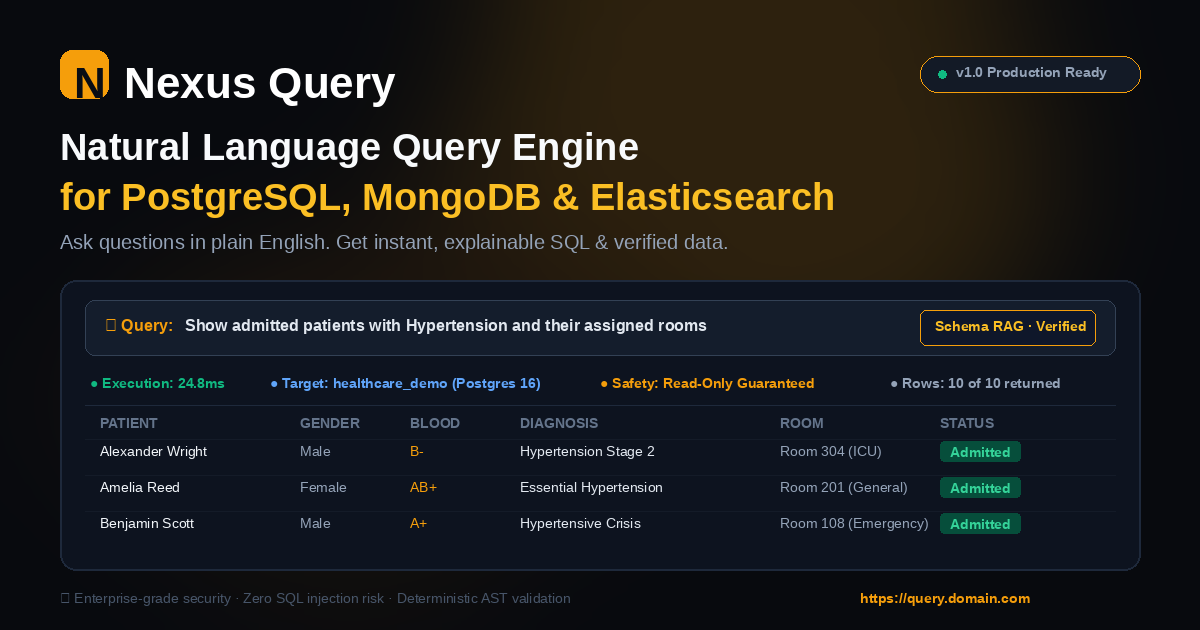 N Nexus Query
v1.0 Production Ready
Natural Language Query Engine
for PostgreSQL, MongoDB & Elasticsearch
Ask questions in plain English. Get instant, explainable SQL & verified data.
Query: Show admitted patients with Hypertension and their assigned rooms
Schema RAG · Verified
● Execution: 24.8ms ● Target: healthcare_demo (Postgres 16) ● Safety: Read-Only Guaranteed ● Rows: 10 of 10 returned
PATIENT GENDER BLOOD DIAGNOSIS ROOM STATUS
Alexander Wright Male B- Hypertension Stage 2 Room 304 (ICU) Admitted
Amelia Reed Female AB+ Essential Hypertension Room 201 (General) Admitted
Benjamin Scott Male A+ Hypertensive Crisis Room 108 (Emergency) Admitted
Enterprise-grade security · Zero SQL injection risk · Deterministic AST validation
https://query.domain.com